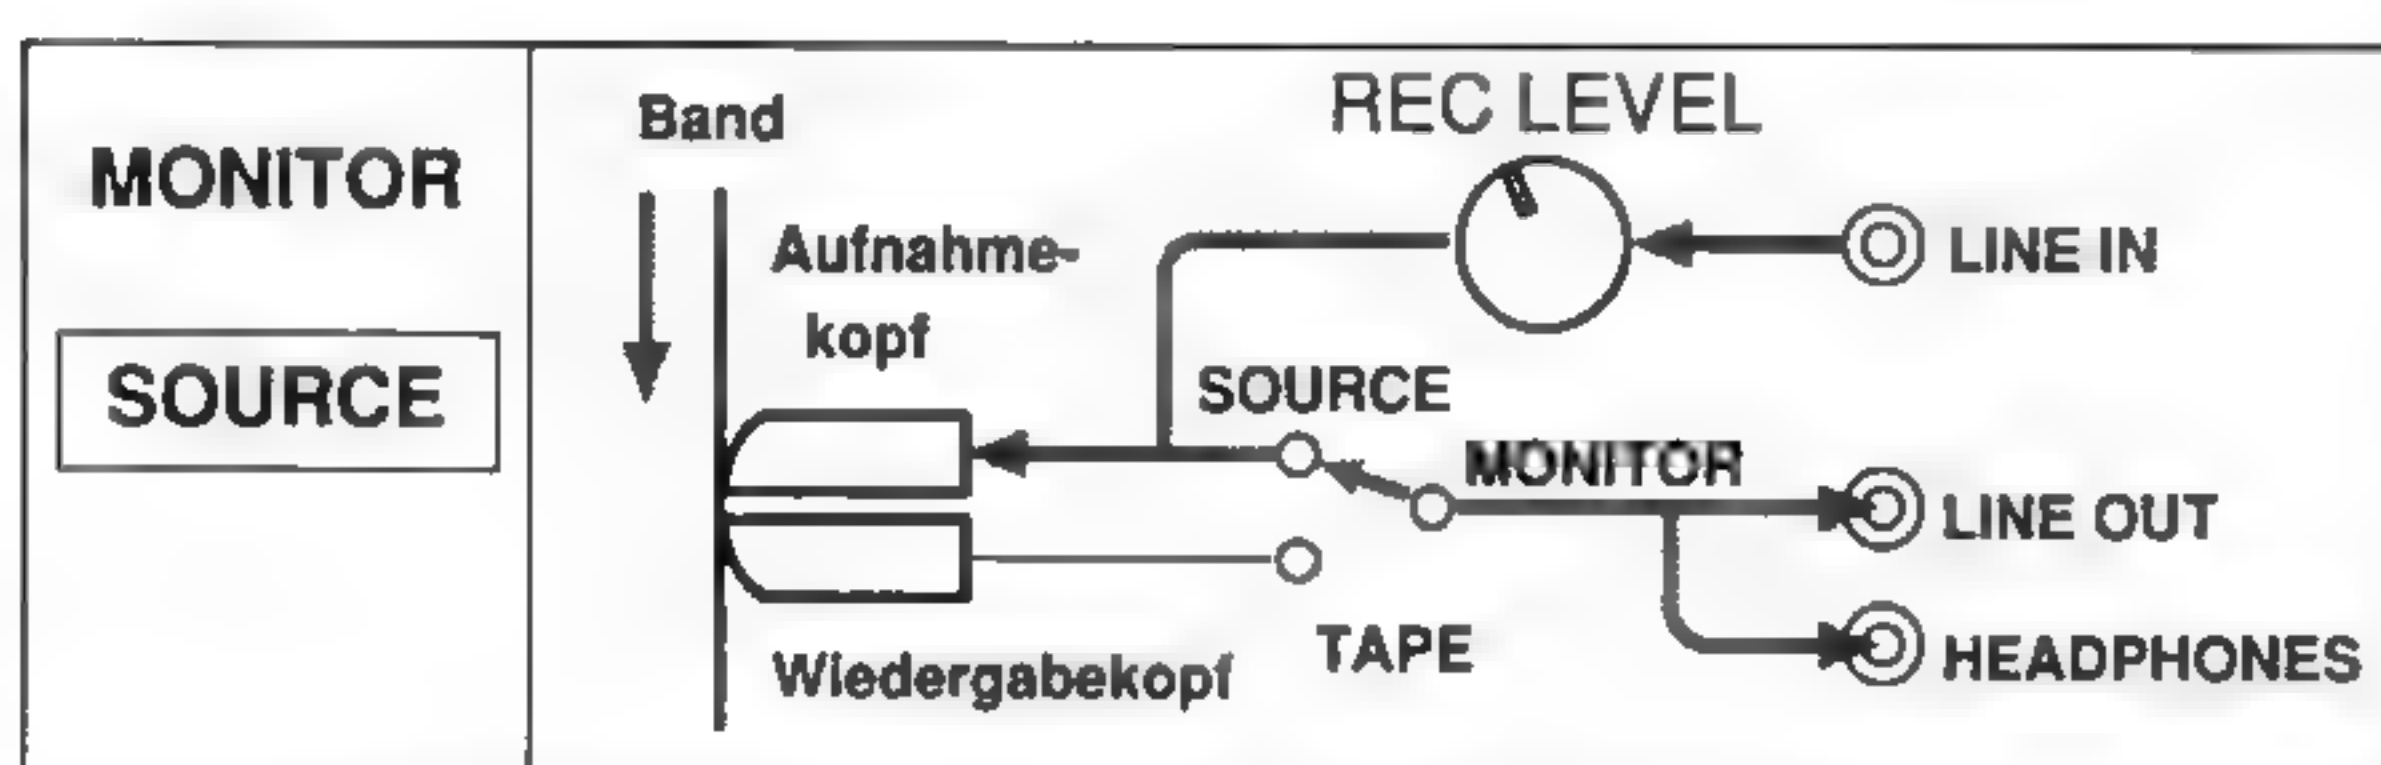 MONITOR
SOURCE
Band
Aufnahme-
kopf
Wiedergabekopf
REC LEVEL
LINE IN
SOURCE
MONITOR
LINE OUT
TAPE
HEADPHONES